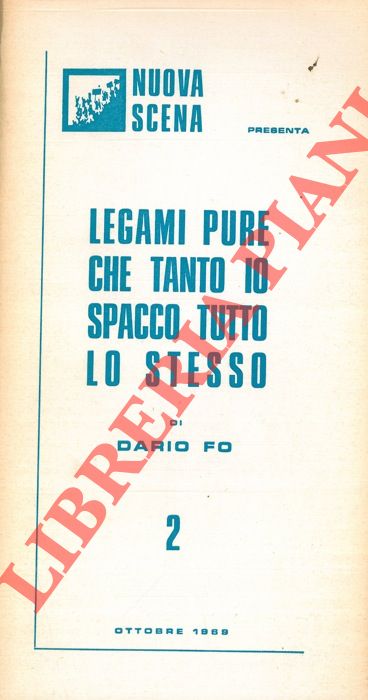 NUOVA
SCENA
PRESENTA
LEGAMI PURE
CHE TANTO IO
SPACCO TUTTO
LO STESSO
DI
DARIO FO
2
OTTOBRE 1969
LIBRERIA PIANI